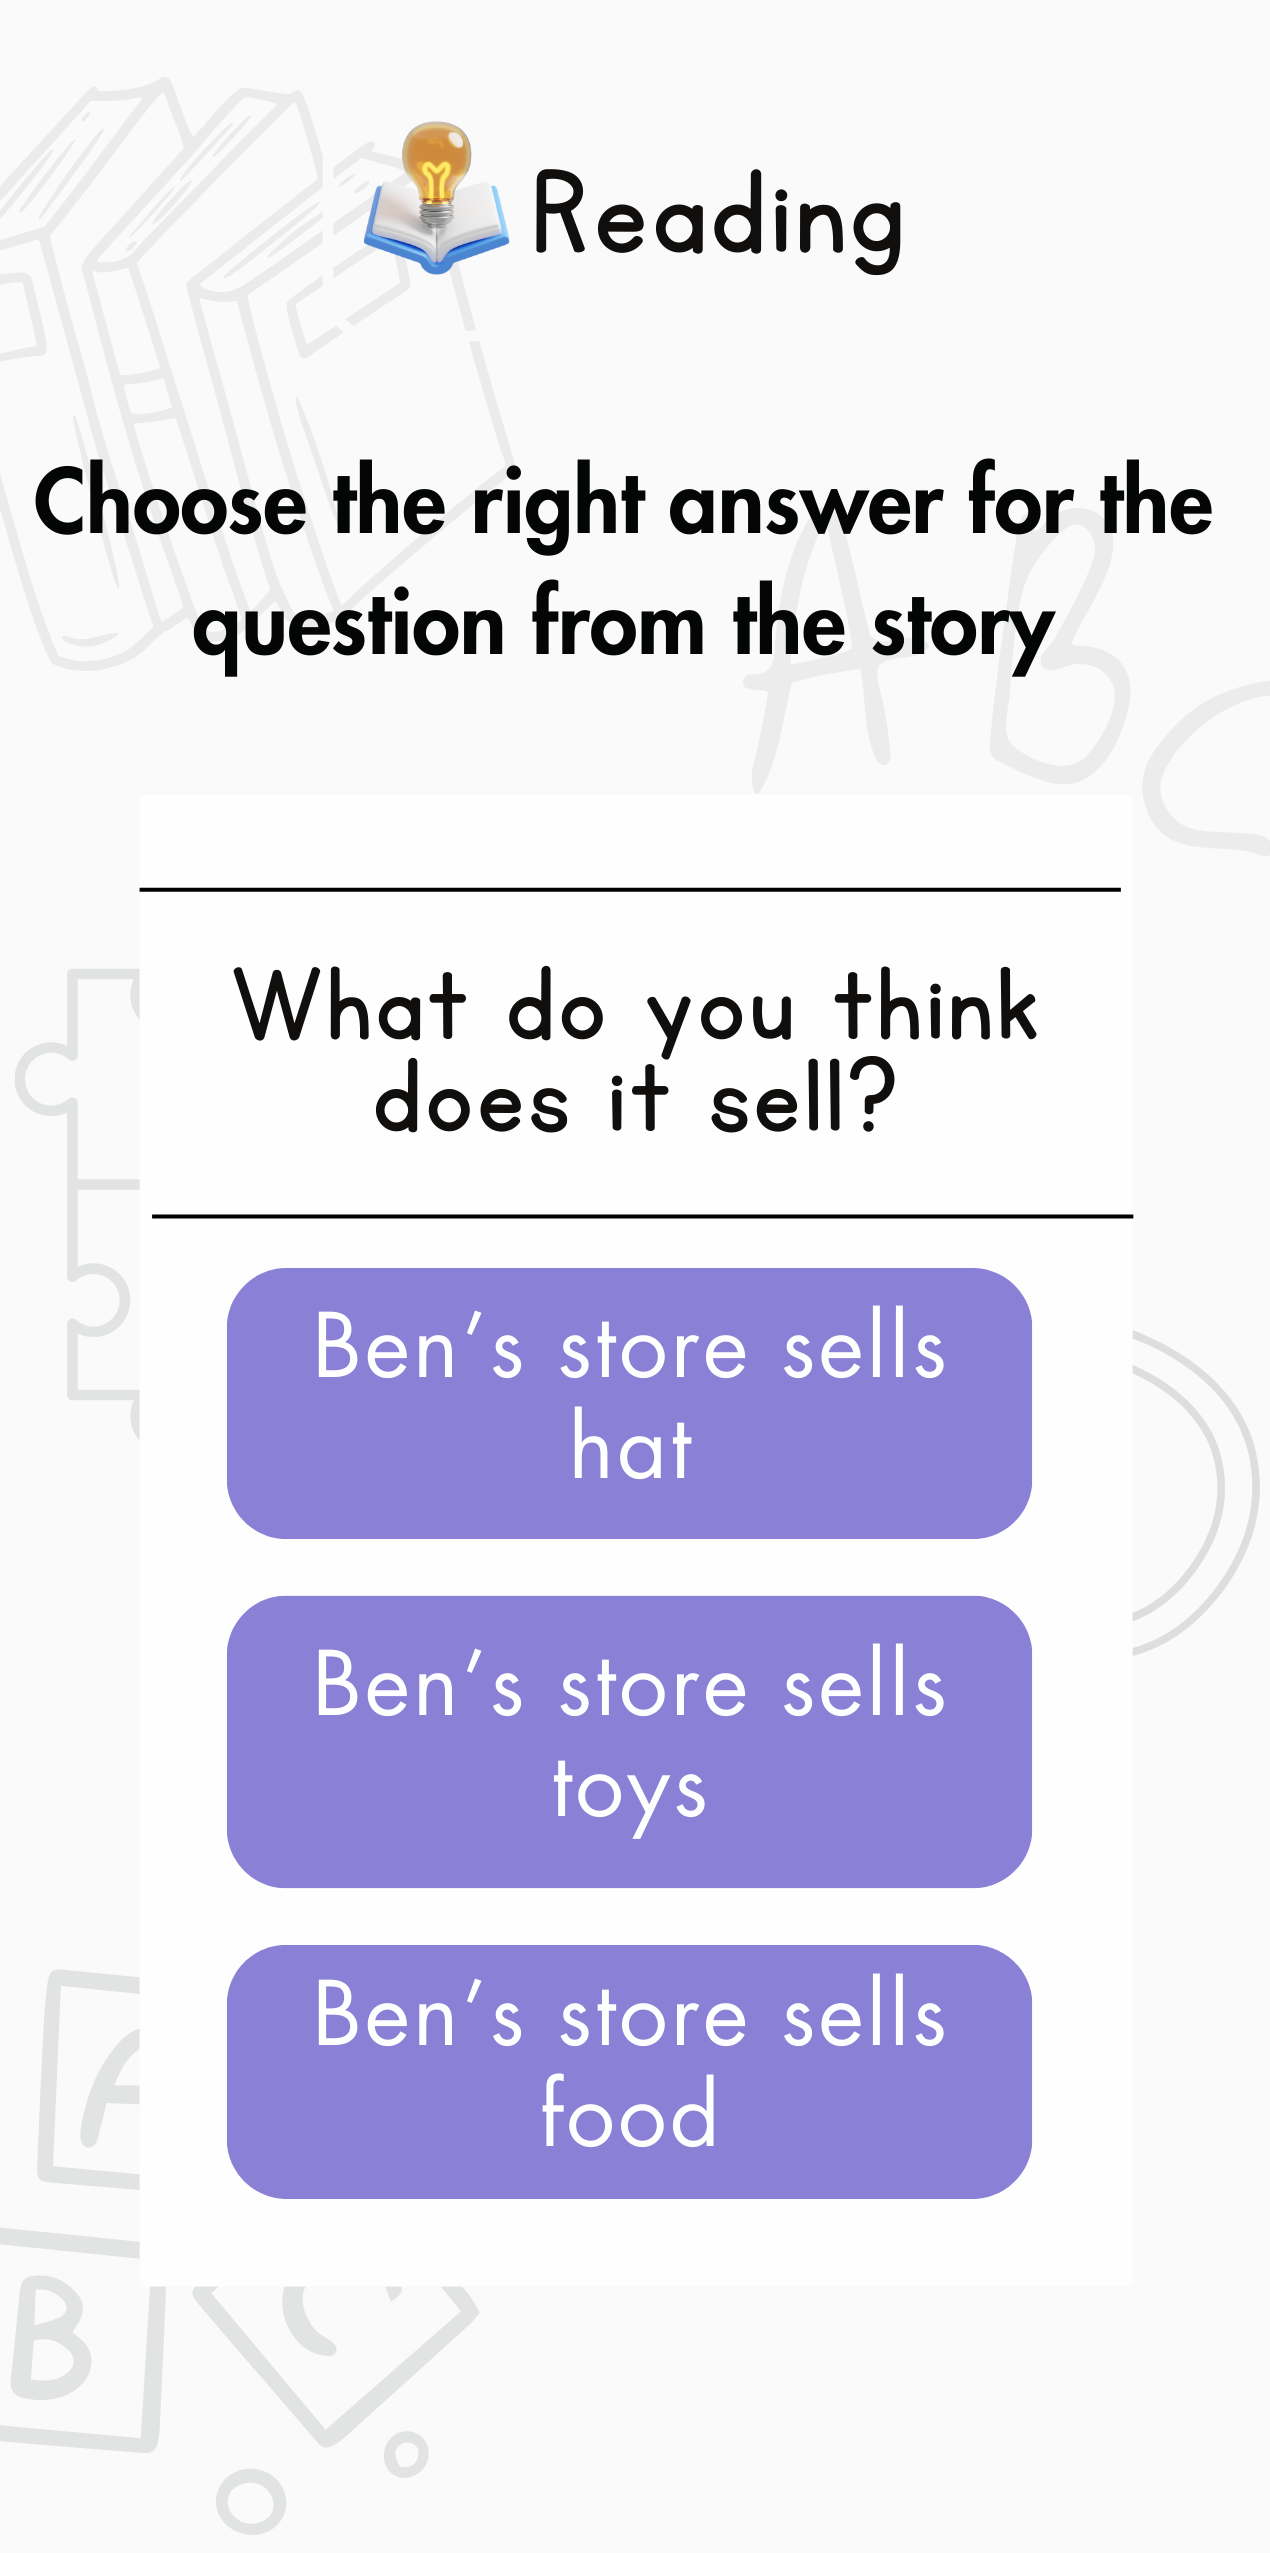 Reading
Choose the right answer for the
question from the story
What do you think
does it sell?
Ben’s store sells
hat
Ben’s store sells
toys
Ben’s store sells
food
A B
A
B
C